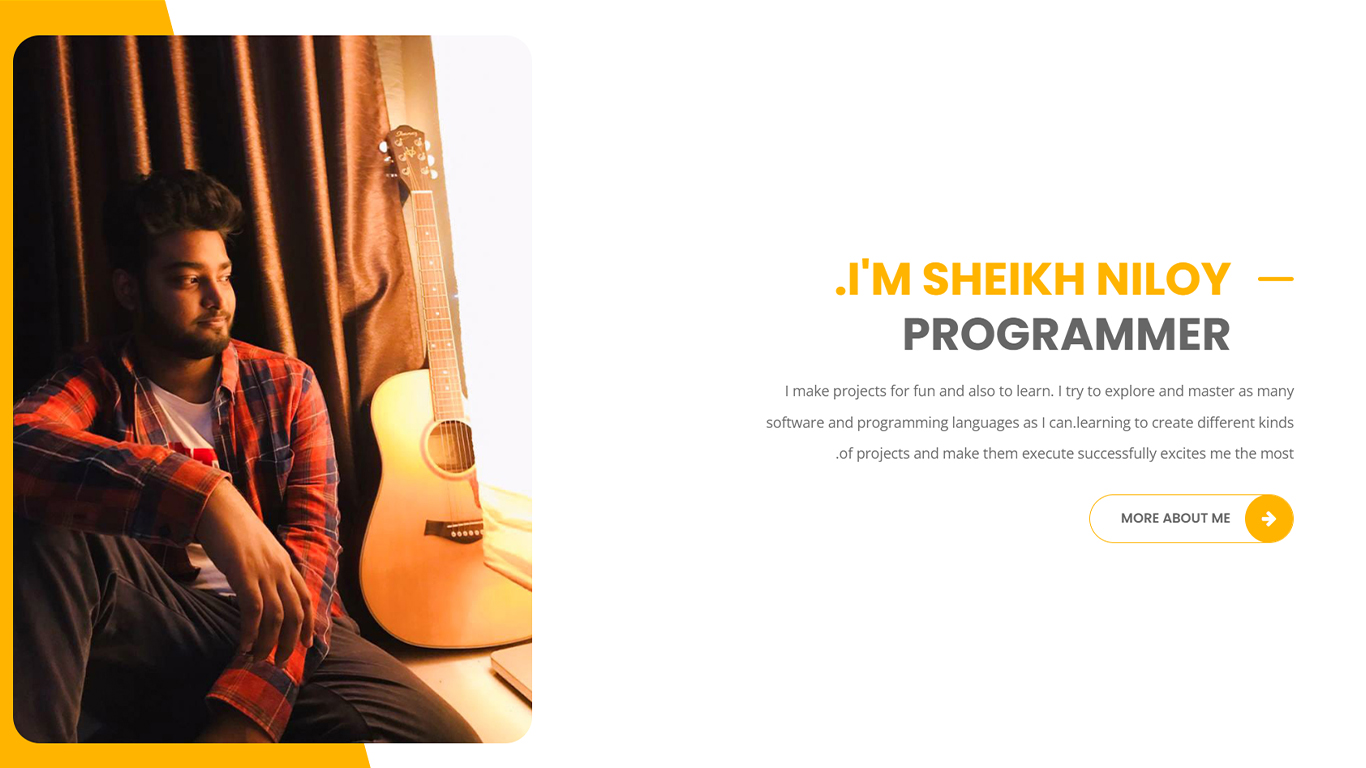 .I'M SHEIKH NILOY
PROGRAMMER
I make projects for fun and also to learn. I try to explore and master as many
software and programming languages as I can.learning to create different kinds
.of projects and make them execute successfully excites me the most
MORE ABOUT ME